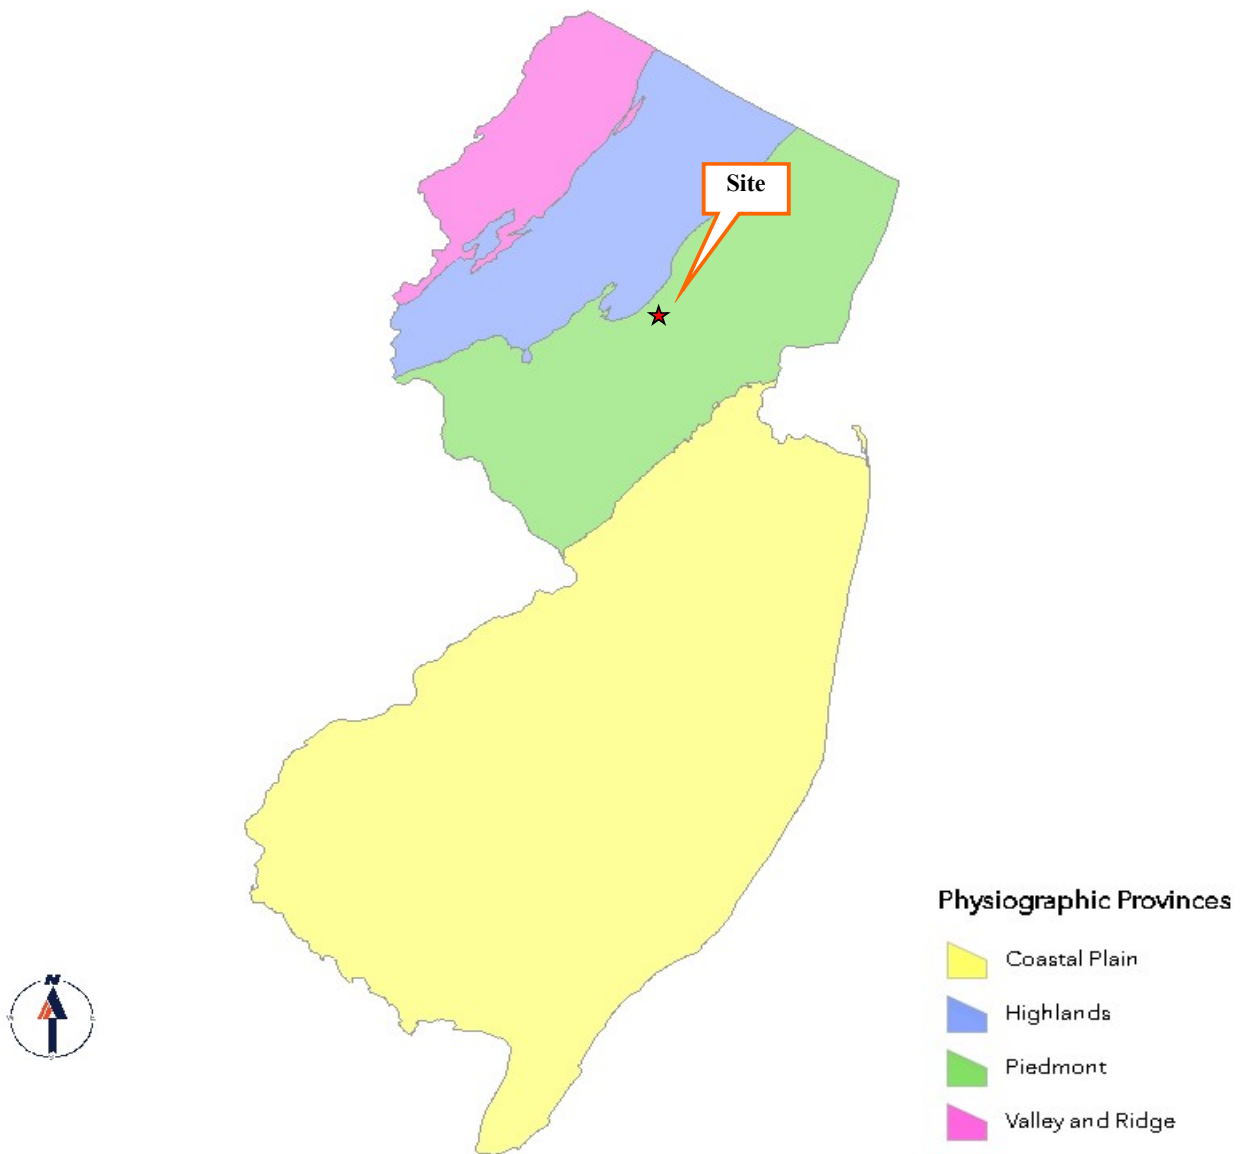 Site
Physiographic Provinces
Coastal Plain
Highlands
Piedmont
Valley and Ridge
N